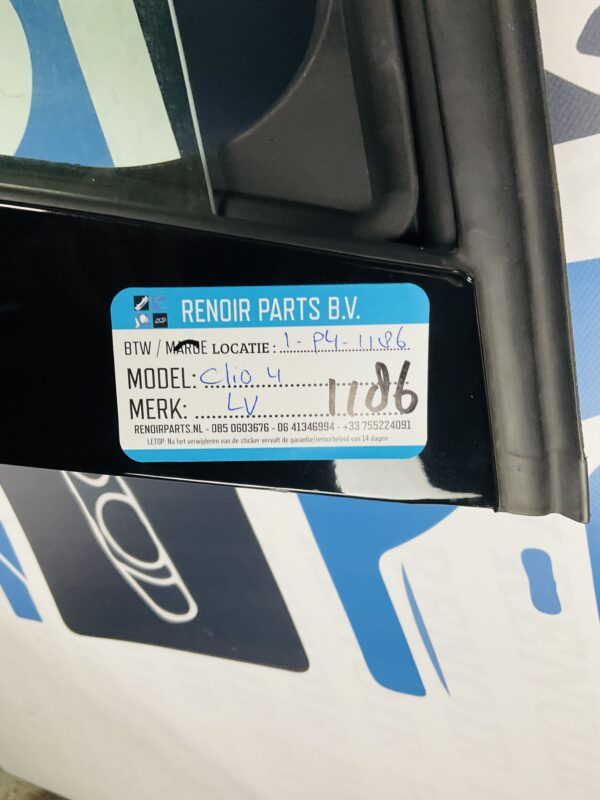 RENOIR PARTS B.V.
BTW / MARGE LOCATIE : 1-P4-1186
MODEL: Clio 4
MERK: LV 1186
RENOIRPARTS.NL - 085 0603676 - 06 41346994 - +33 755224091
LETOP: Na het verwijderen van de sticker vervalt de garantie/retourbeleid van 14 dagen